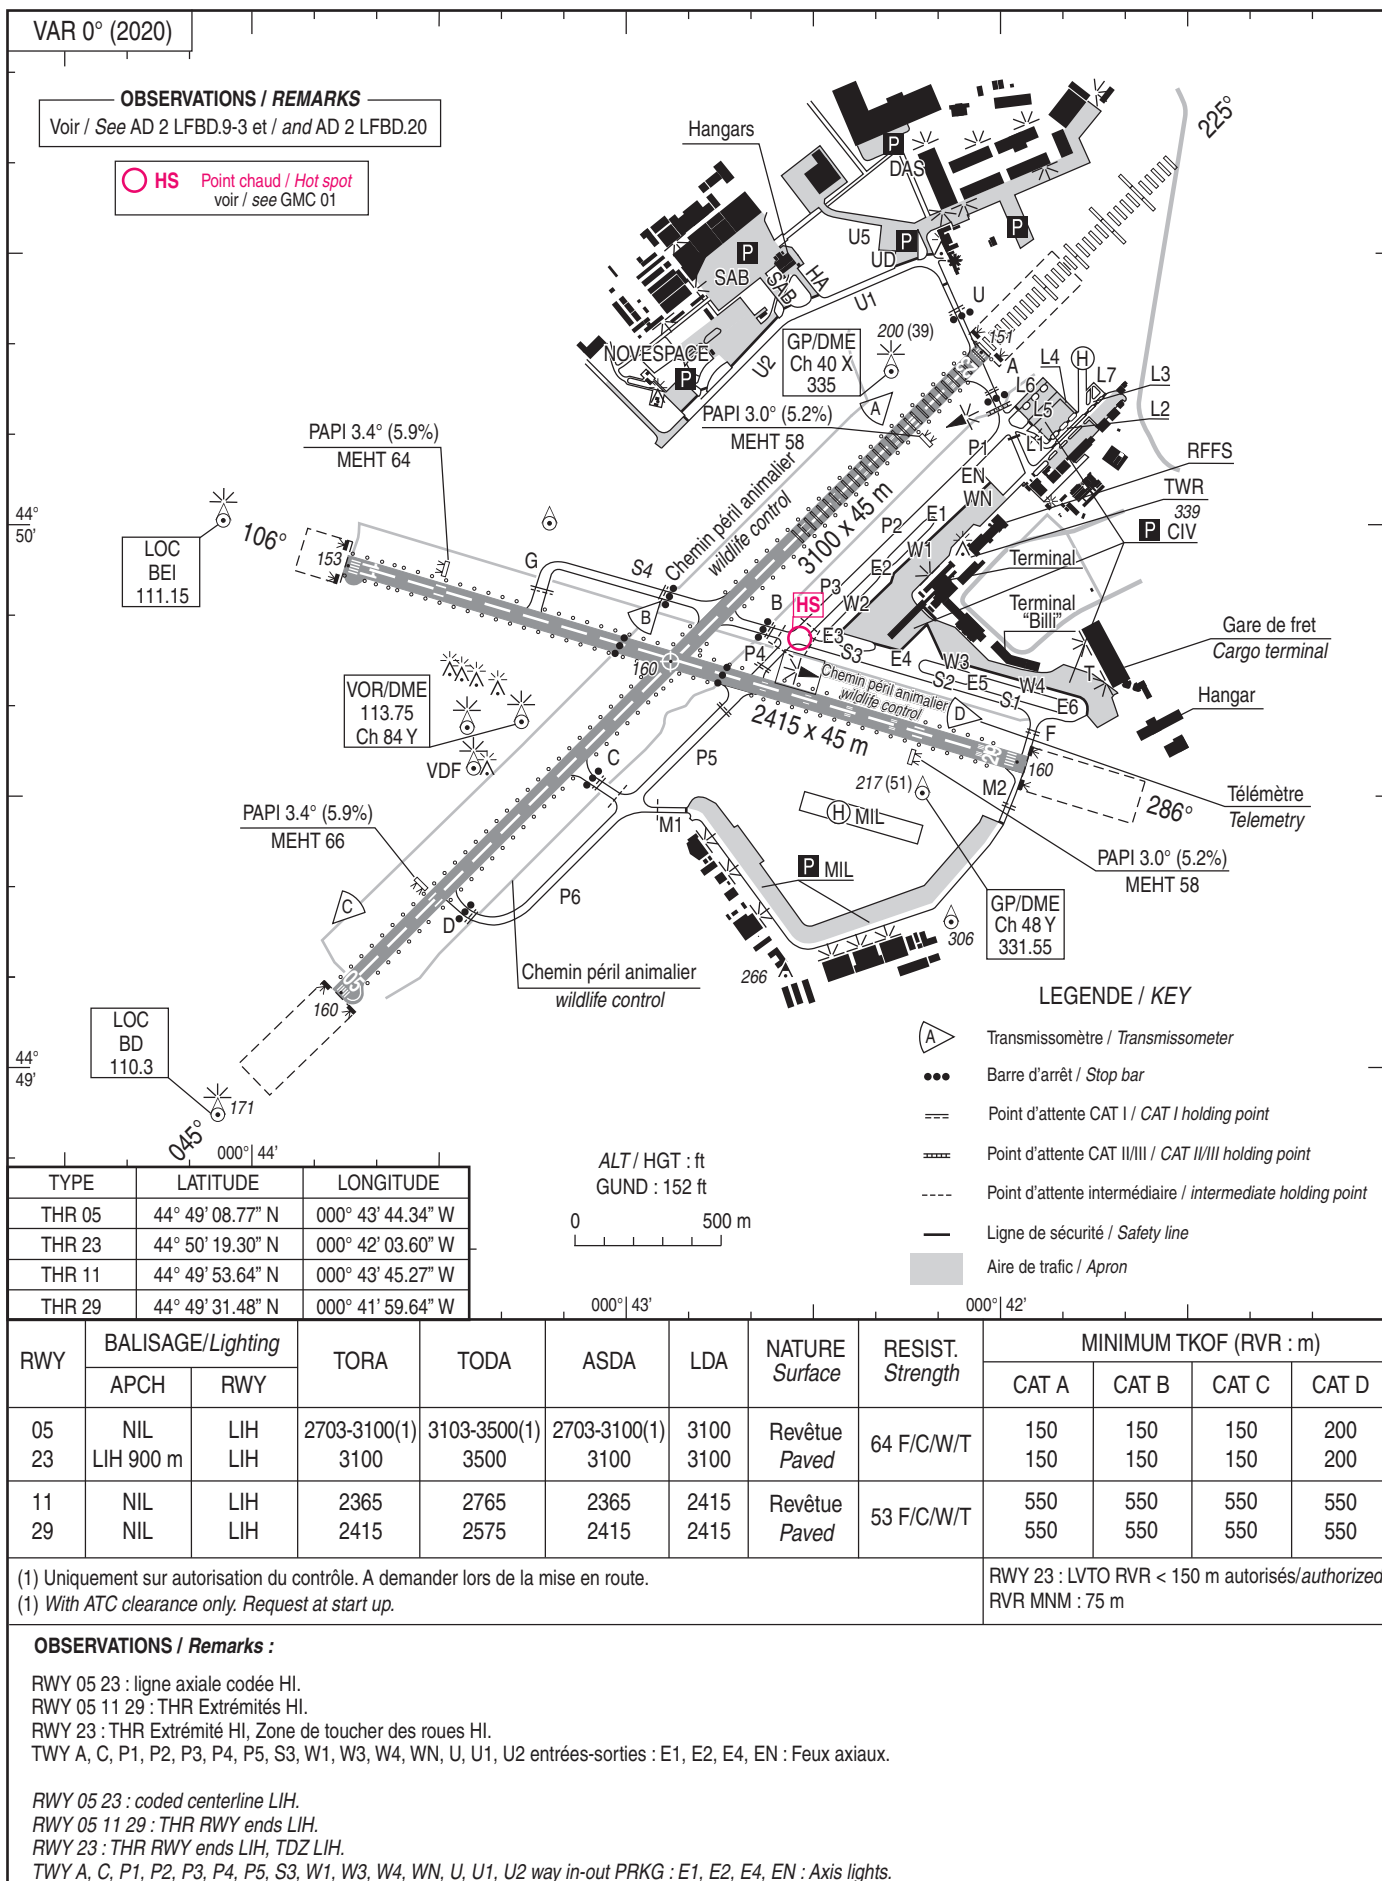 VAR 0° (2020)
OBSERVATIONS / REMARKS
Voir / See AD 2 LFBD.9-3 et / and AD 2 LFBD.20
HS Point chaud / Hot spot
voir / see GMC 01
225°
Hangars
P
DAS
P
P
U5
UD
P
SAB
SAB
HA
U1
U
NOVESPACE
P
U2
GP/DME
Ch 40 X
335
200 (39)
151
23
A
A
L4
H
L7
L3
L6
L5
L2
L1
PAPI 3.0° (5.2%)
MEHT 58
PAPI 3.4° (5.9%)
MEHT 64
P1
RFFS
EN
WN
TWR
339
P CIV
Chemin péril animalier
wildlife control
3100 x 45 m
P2
E1
W1
Terminal
44°
50'
106°
LOC
BEI
111.15
153
G
S4
E2
P3
W2
HS
B
B
Terminal
"Billi"
Gare de fret
Cargo terminal
E3
S3
E4
W3
S2
E5
W4
S1
E6
T
P4
160
Chemin péril animalier
wildlife control
D
Hangar
VOR/DME
113.75
Ch 84 Y
VDF
2415 x 45 m
F
29
160
C
P5
217 (51)
M2
Télémètre
Telemetry
286°
PAPI 3.4° (5.9%)
MEHT 66
M1
H MIL
PAPI 3.0° (5.2%)
MEHT 58
P MIL
C
D
P6
GP/DME
Ch 48 Y
331.55
306
266
Chemin péril animalier
wildlife control
05
160
LOC
BD
110.3
171
44°
49'
045°
000° 44'
LEGENDE / KEY
A Transmissomètre / Transmissometer
Barre d'arrêt / Stop bar
Point d'attente CAT I / CAT I holding point
Point d'attente CAT II/III / CAT II/III holding point
Point d'attente intermédiaire / intermediate holding point
Ligne de sécurité / Safety line
Aire de trafic / Apron
ALT / HGT : ft
GUND : 152 ft
0 500 m
000° 43'
000° 42'
TYPE LATITUDE LONGITUDE
THR 05 44° 49' 08.77" N 000° 43' 44.34" W
THR 23 44° 50' 19.30" N 000° 42' 03.60" W
THR 11 44° 49' 53.64" N 000° 43' 45.27" W
THR 29 44° 49' 31.48" N 000° 41' 59.64" W
RWY BALISAGE/Lighting TORA TODA ASDA LDA NATURE Surface RESIST. Strength MINIMUM TKOF (RVR : m)
APCH RWY CAT A CAT B CAT C CAT D
05 NIL LIH 2703-3100(1) 3103-3500(1) 2703-3100(1) 3100 Revêtue 64 F/C/W/T 150 150 150 200
23 LIH 900 m LIH 3100 3500 3100 3100 Paved 150 150 150 200
11 NIL LIH 2365 2765 2365 2415 Revêtue 53 F/C/W/T 550 550 550 550
29 NIL LIH 2415 2575 2415 2415 Paved 550 550 550 550
(1) Uniquement sur autorisation du contrôle. A demander lors de la mise en route.
(1) With ATC clearance only. Request at start up.
RWY 23 : LVTO RVR < 150 m autorisés/authorized
RVR MNM : 75 m
OBSERVATIONS / Remarks :
RWY 05 23 : ligne axiale codée HI.
RWY 05 11 29 : THR Extrémités HI.
RWY 23 : THR Extrémité HI, Zone de toucher des roues HI.
TWY A, C, P1, P2, P3, P4, P5, S3, W1, W3, W4, WN, U, U1, U2 entrées-sorties : E1, E2, E4, EN : Feux axiaux.
RWY 05 23 : coded centerline LIH.
RWY 05 11 29 : THR RWY ends LIH.
RWY 23 : THR RWY ends LIH, TDZ LIH.
TWY A, C, P1, P2, P3, P4, P5, S3, W1, W3, W4, WN, U, U1, U2 way in-out PRKG : E1, E2, E4, EN : Axis lights.